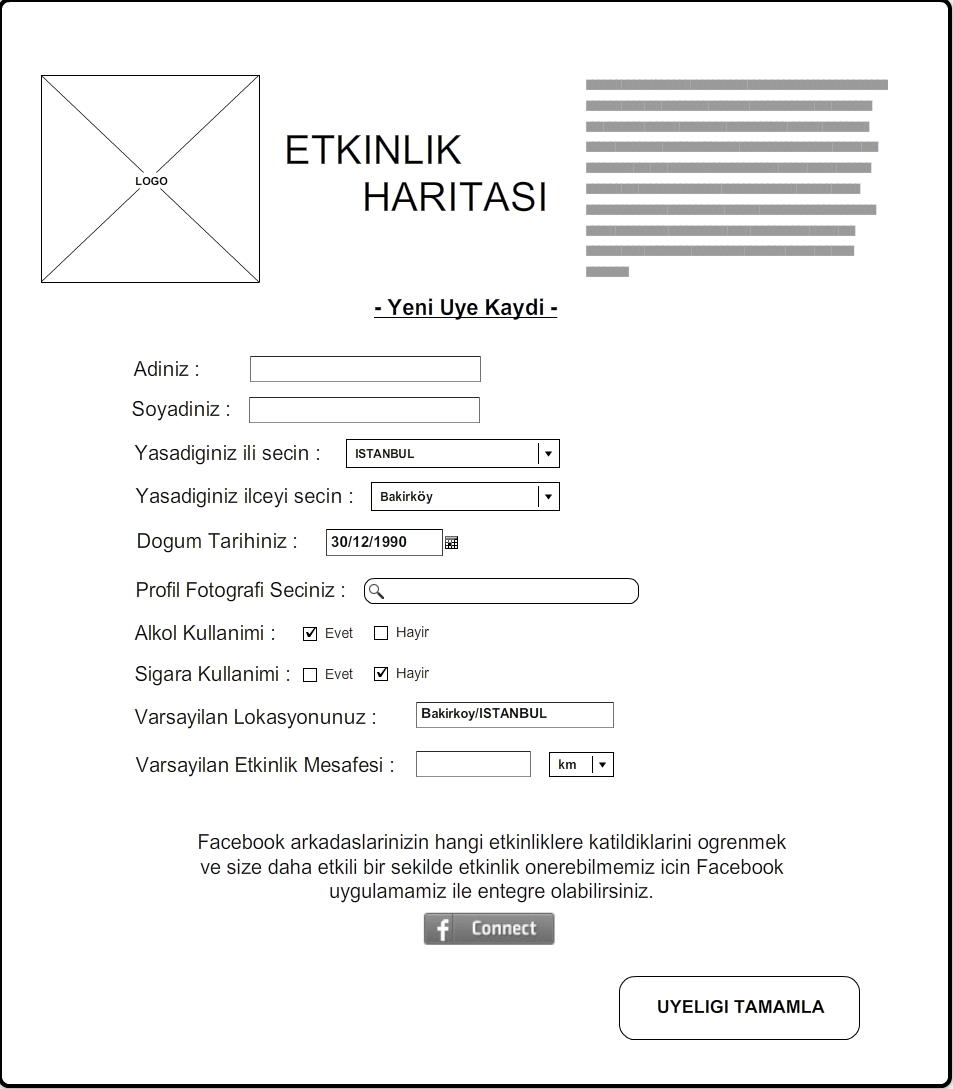 LOGO
ETKINLIK
HARITASI
- Yeni Uye Kaydi -
Adiniz :
Soyadiniz :
Yasadiginiz ili secin : ISTANBUL
Yasadiginiz ilceyi secin : Bakirköy
Dogum Tarihiniz : 30/12/1990
Profil Fotografi Seciniz :
Alkol Kullanimi : Evet Hayir
Sigara Kullanimi : Evet Hayir
Varsayilan Lokasyonunuz : Bakirkoy/ISTANBUL
Varsayilan Etkinlik Mesafesi : km
Facebook arkadaslarinizin hangi etkinliklere katildiklarini ogrenmek
ve size daha etkili bir sekilde etkinlik onerebilmemiz icin Facebook
uygulamamiz ile entegre olabilirsiniz.
f Connect
UYELIGI TAMAMLA